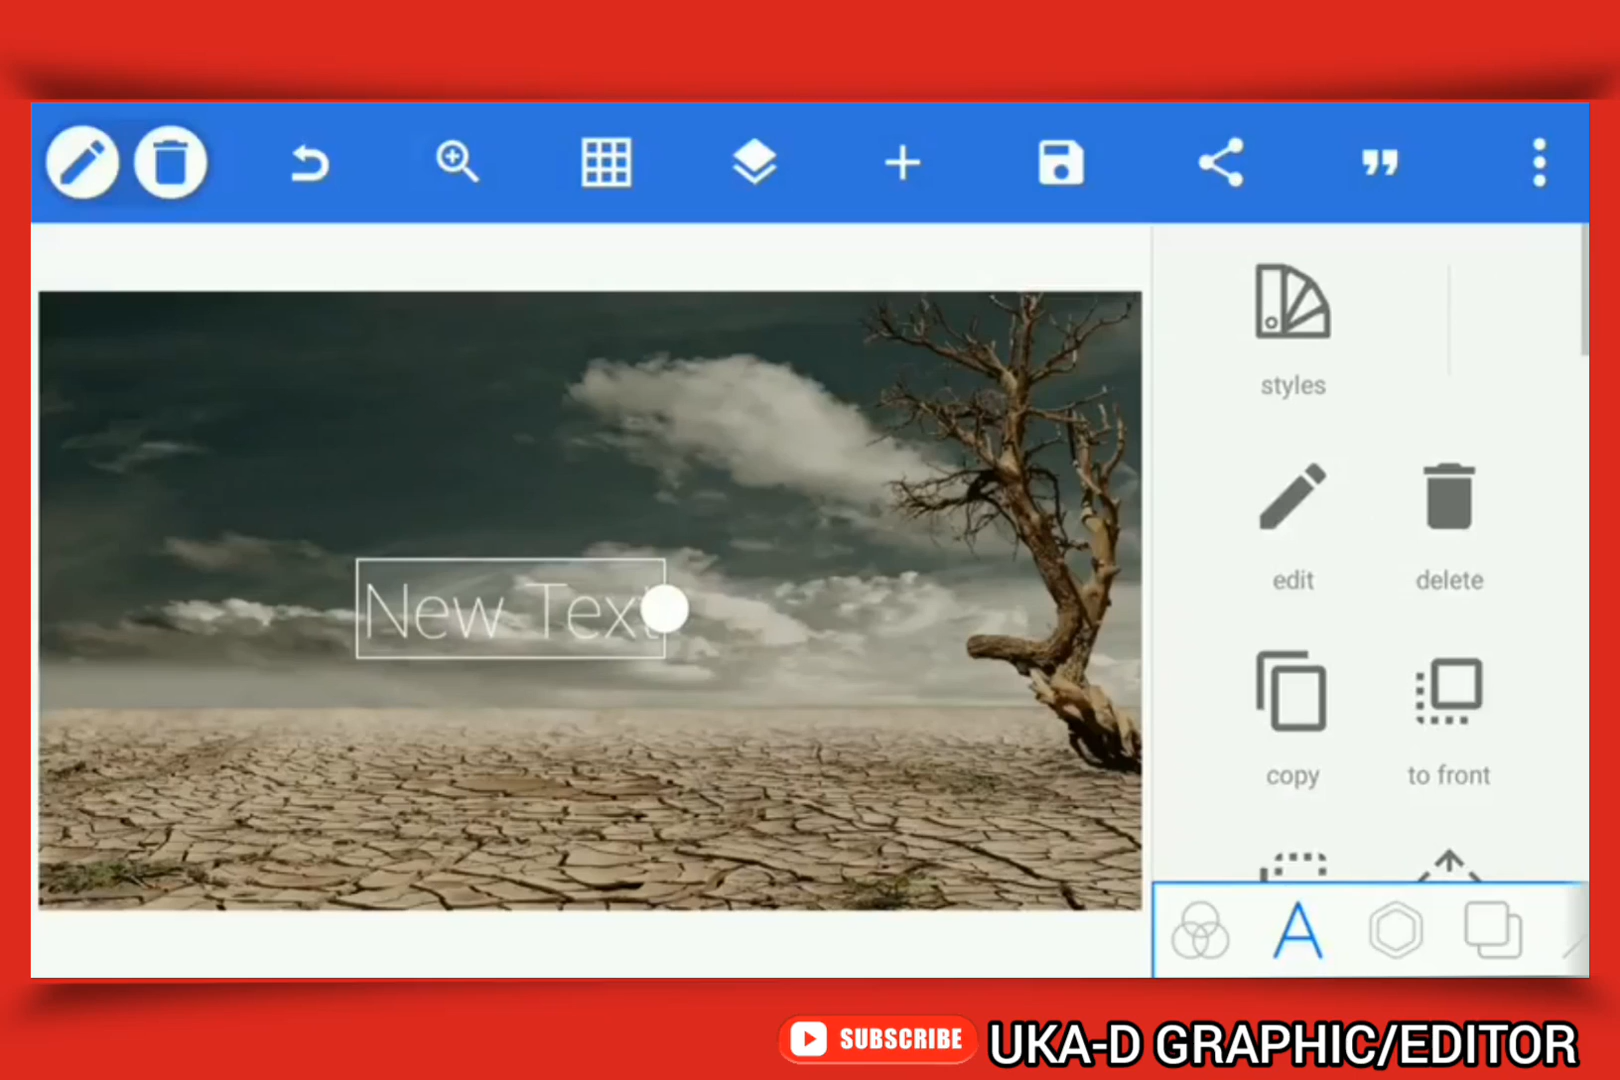 styles
edit delete
New Text
copy to front
SUBSCRIBE UKA-D GRAPHIC/EDITOR